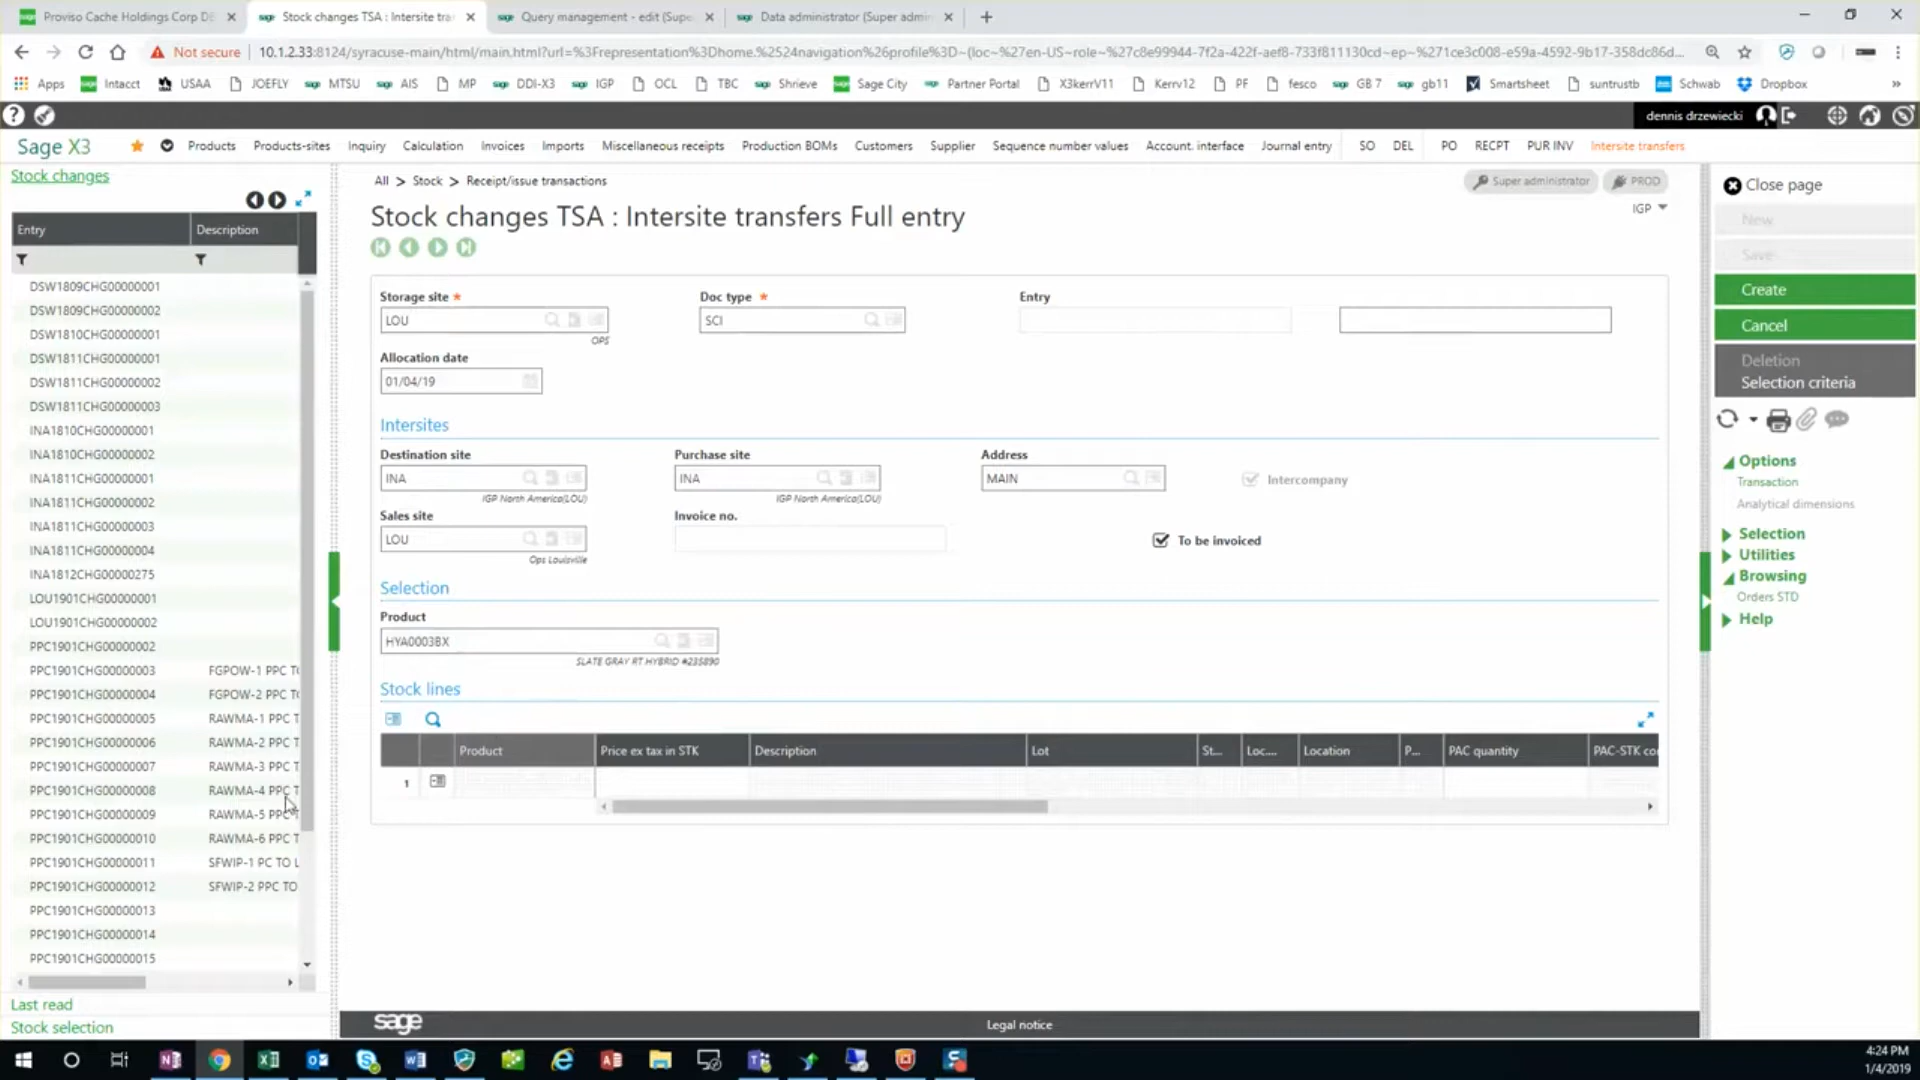 Proviso Cache Holdings Corp DE
Stock changes TSA : Intersite tra
Query management - edit (Supe
Data administrator (Super admin
Not secure
10.1.2.33:8124/syracuse-main/html/main.html?url=%3Frepresentation%3Dhome.%2524navigation%26profile%3D~(loc~%27en-US~role~%27c8e99944-7f2a-422f-aef8-733f811130cd~ep~%271ce3c008-e59a-4592-9b17-358dc86d...
Apps
Intacct
USAA
JOEFLY
MTSU
AIS
MP
DDI-X3
IGP
OCL
TBC
Shrieve
Sage City
Partner Portal
X3kerrV11
Kerrv12
PF
fesco
GB 7
gb11
Smartsheet
suntrustb
Schwab
Dropbox
dennis drzewiecki
Sage X3
Products
Products-sites
Inquiry
Calculation
Invoices
Imports
Miscellaneous receipts
Production BOMs
Customers
Supplier
Sequence number values
Account. interface
Journal entry
SO
DEL
PO
RECPT
PUR INV
Intersite transfers
Stock changes
Entry
Description
DSW1809CHG00000001
DSW1809CHG00000002
DSW1810CHG00000001
DSW1811CHG00000001
DSW1811CHG00000002
DSW1811CHG00000003
INA1810CHG00000001
INA1810CHG00000002
INA1811CHG00000001
INA1811CHG00000002
INA1811CHG00000003
INA1811CHG00000004
INA1812CHG00000275
LOU1901CHG00000001
LOU1901CHG00000002
PPC1901CHG00000002
PPC1901CHG00000003 FGPOW-1 PPC T
PPC1901CHG00000004 FGPOW-2 PPC T
PPC1901CHG00000005 RAWMA-1 PPC T
PPC1901CHG00000006 RAWMA-2 PPC T
PPC1901CHG00000007 RAWMA-3 PPC T
PPC1901CHG00000008 RAWMA-4 PPC T
PPC1901CHG00000009 RAWMA-5 PPC T
PPC1901CHG00000010 RAWMA-6 PPC T
PPC1901CHG00000011 SFWIP-1 PC TO L
PPC1901CHG00000012 SFWIP-2 PPC TO
PPC1901CHG00000013
PPC1901CHG00000014
PPC1901CHG00000015
Last read
Stock selection
All > Stock > Receipt/issue transactions
Super administrator
PROD
Stock changes TSA : Intersite transfers Full entry
IGP
Storage site *
Doc type *
Entry
LOU
SCI
OPS
Allocation date
01/04/19
Intersites
Destination site
Purchase site
Address
INA
INA
MAIN
Intercompany
IGP North America(LOU)
IGP North America(LOU)
Sales site
Invoice no.
LOU
To be invoiced
Ops Louisville
Selection
Product
HYA0003BX
SLATE GRAY RT HYBRID #235890
Stock lines
Product
Price ex tax in STK
Description
Lot
St...
Loc....
Location
P...
PAC quantity
PAC-STK co
1
sage
Legal notice
Close page
New
Save
Create
Cancel
Deletion
Selection criteria
Options
Transaction
Analytical dimensions
Selection
Utilities
Browsing
Orders STD
Help
4:24 PM
1/4/2019